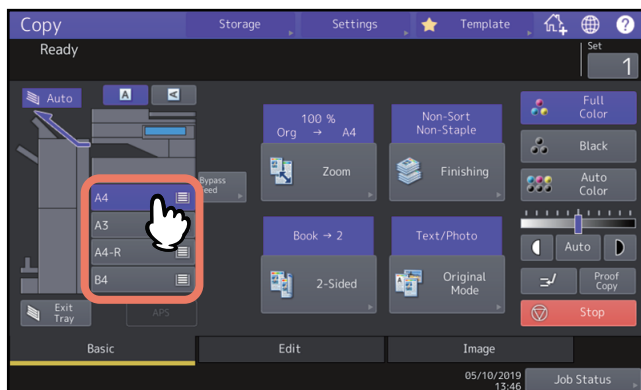 Copy
Storage
Settings
Template
?
Ready
Set
1
Auto
A
A
100 %
Org → A4
Zoom
Non-Sort
Non-Staple
Finishing
Full
Color
Black
Auto
Color
Bypass
Feed
A4
A3
A4-R
B4
Book → 2
2-Sided
Text/Photo
Original
Mode
Auto
Proof
Copy
Exit
Tray
APS
Stop
Basic
Edit
Image
05/10/2019
13:46
Job Status